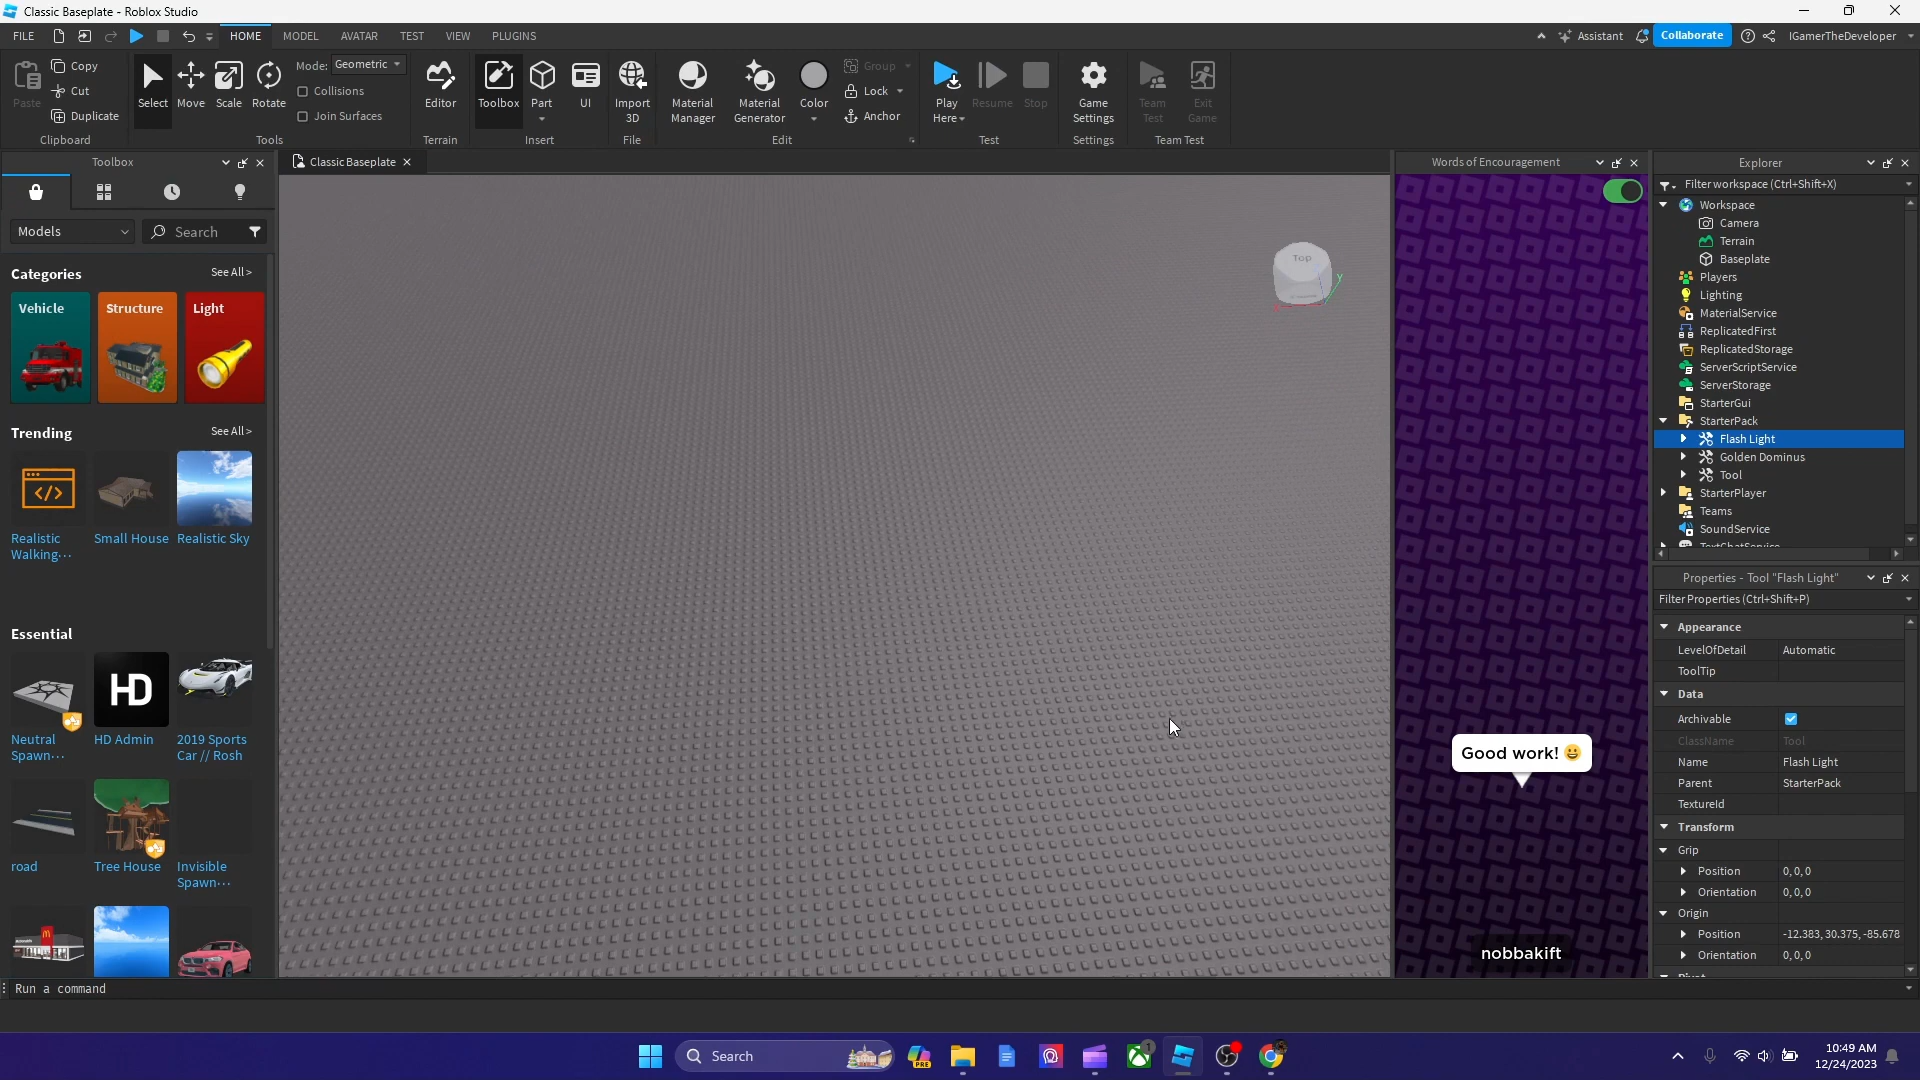 Classic Baseplate - Roblox Studio
FILE
HOME
MODEL
AVATAR
TEST
VIEW
PLUGINS
Assistant
Collaborate
IGamerTheDeveloper
Paste
Copy
Cut
Duplicate
Clipboard
Select
Move
Scale
Rotate
Mode: Geometric
Collisions
Join Surfaces
Tools
Editor
Terrain
Toolbox
Part
UI
Insert
Import
3D
File
Material
Manager
Material
Generator
Color
Group
Lock
Anchor
Edit
Play
Here
Resume
Stop
Test
Game
Settings
Settings
Team
Test
Exit
Game
Team Test
Toolbox
Models
Search
Categories
See All >
Vehicle
Structure
Light
Trending
See All >
Realistic
Walking...
Small House
Realistic Sky
Essential
HD
Neutral
Spawn...
HD Admin
2019 Sports
Car // Rosh
road
Tree House
Invisible
Spawn...
Classic Baseplate
Top
y
Words of Encouragement
Good work! 😀
nobbakift
Explorer
Filter workspace (Ctrl+Shift+X)
Workspace
Camera
Terrain
Baseplate
Players
Lighting
MaterialService
ReplicatedFirst
ReplicatedStorage
ServerScriptService
ServerStorage
StarterGui
StarterPack
Flash Light
Golden Dominus
Tool
StarterPlayer
Teams
SoundService
TextChatService
Properties - Tool "Flash Light"
Filter Properties (Ctrl+Shift+P)
Appearance
LevelOfDetail Automatic
ToolTip
Data
Archivable
ClassName Tool
Name Flash Light
Parent StarterPack
TextureId
Transform
Grip
Position 0, 0, 0
Orientation 0, 0, 0
Origin
Position -12.383, 30.375, -85.678
Orientation 0, 0, 0
Pivot
Run a command
Search
PRE
1
10:49 AM
12/24/2023